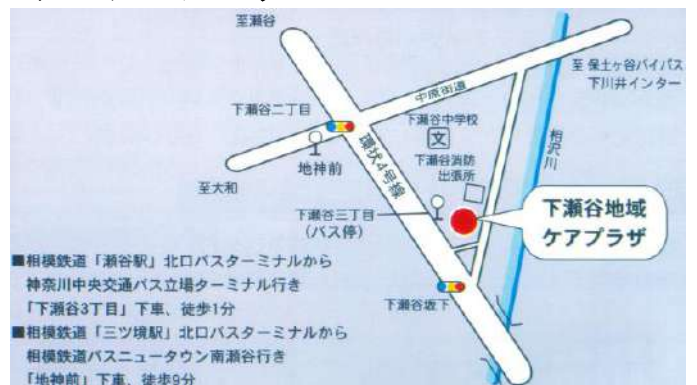 至瀬谷
至 保土ヶ谷バイパス
下川井インター
中原街道
下瀬谷二丁目
下瀬谷中学校
文
相沢川
環状4号線
地神前
下瀬谷消防
出張所
至大和
下瀬谷三丁目
(バス停)
下瀬谷地域
ケアプラザ
■相模鉄道「瀬谷駅」北口バスターミナルから
神奈川中央交通バス立場ターミナル行き
「下瀬谷3丁目」下車、徒歩1分
下瀬谷坂下
■相模鉄道「三ツ境駅」北口バスターミナルから
相模鉄道バスニュータウン南瀬谷行き
「地神前」下車、徒歩9分